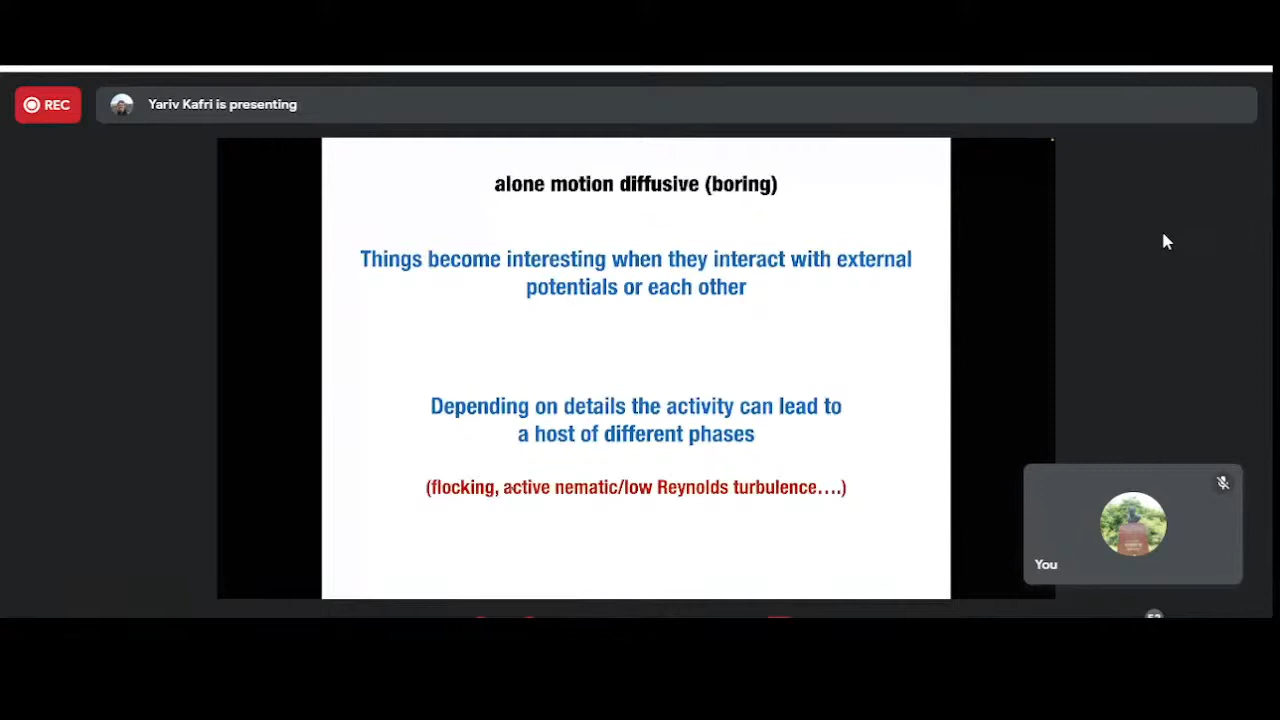 REC
Yariv Kafri is presenting
alone motion diffusive (boring)
Things become interesting when they interact with external
potentials or each other
Depending on details the activity can lead to
a host of different phases
(flocking, active nematic/low Reynolds turbulence....)
You